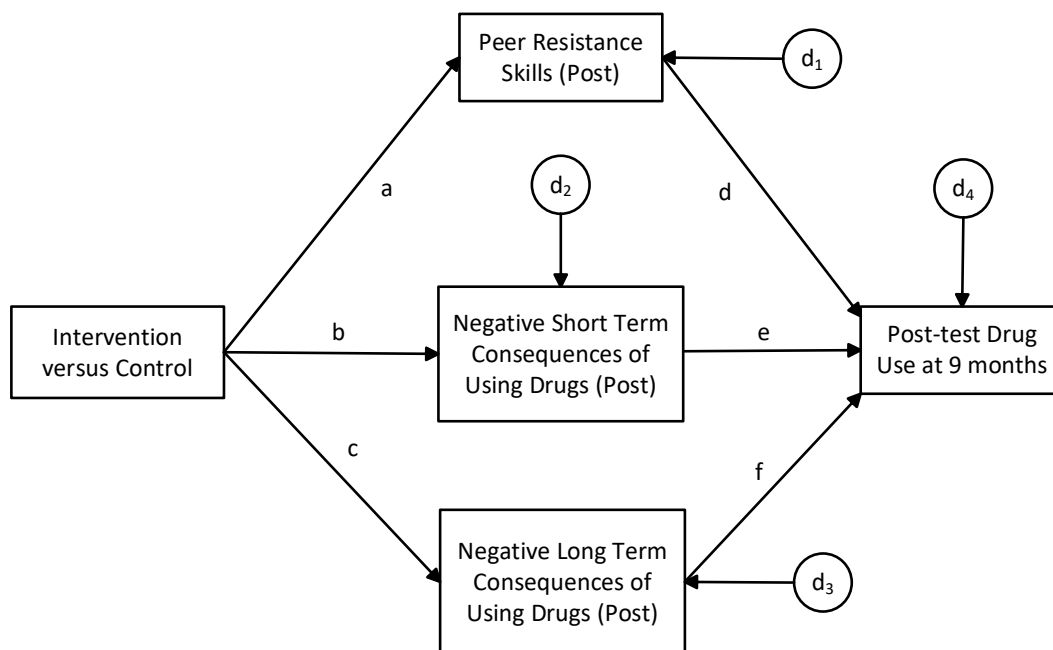 Peer Resistance
Skills (Post)
d₁
a
d₂
d
d₄
Intervention
versus Control
b
Negative Short Term
Consequences of
Using Drugs (Post)
e
Post-test Drug
Use at 9 months
c
f
Negative Long Term
Consequences of
Using Drugs (Post)
d₃